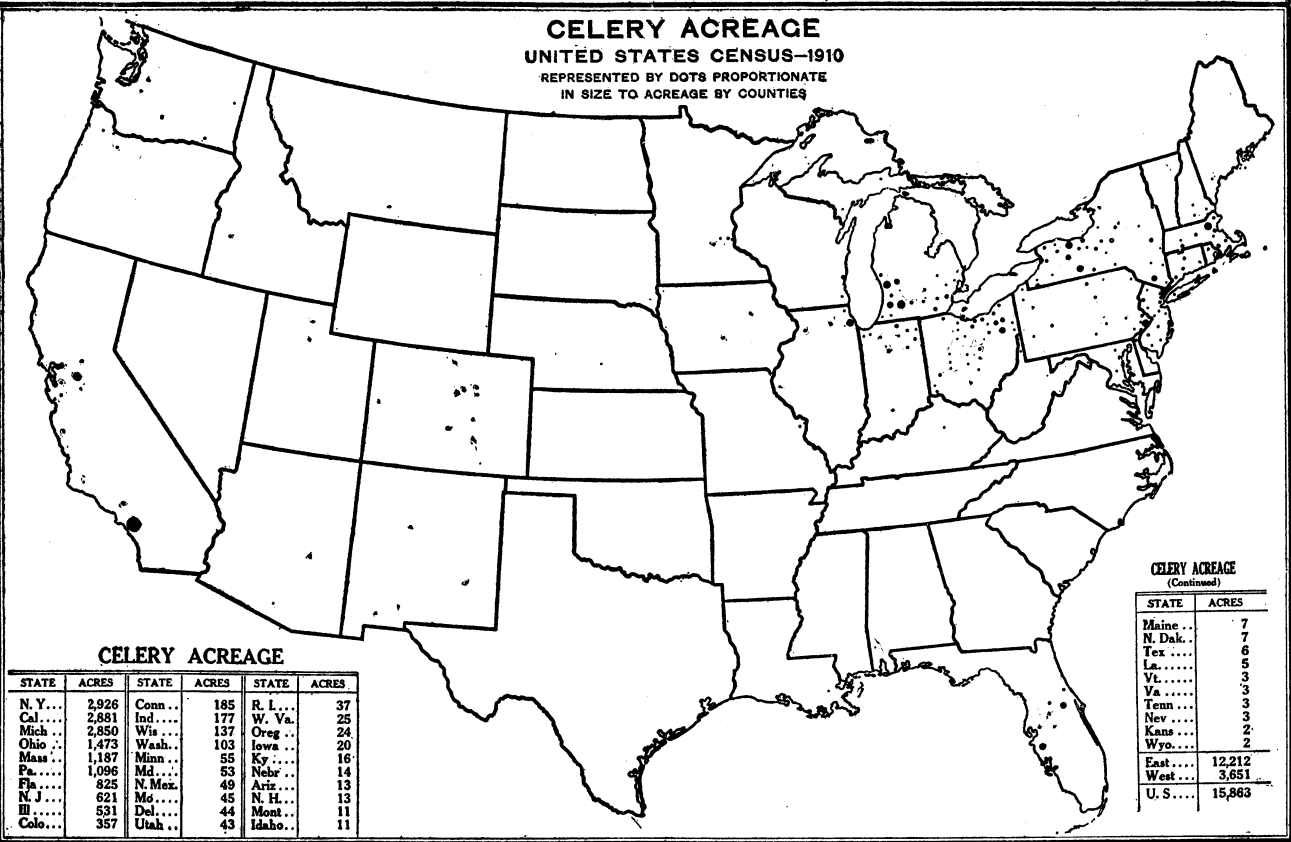 CELERY ACREAGE
UNITED STATES CENSUS—1910
REPRESENTED BY DOTS PROPORTIONATE
IN SIZE TO ACREAGE BY COUNTIES
CELERY ACREAGE
STATE ACRES STATE ACRES STATE ACRES
N. Y... 2,926 Conn.. 185 R. I... 37
Cal.... 2,881 Ind.... 177 W. Va. 25
Mich .. 2,850 Wis ... 137 Oreg .. 24
Ohio .. 1,473 Wash.. 103 Iowa .. 20
Mass .. 1,187 Minn .. 55 Ky .... 16
Pa..... 1,096 Md.... 53 Nebr .. 14
Fla .... 825 N. Mex. 49 Ariz ... 13
N. J ... 621 Mo.... 45 N. H... 13
Ill ..... 531 Del.... 44 Mont .. 11
Colo... 357 Utah .. 43 Idaho.. 11
CELERY ACREAGE
(Continued)
STATE ACRES
Maine .. 7
N. Dak.. 7
Tex .... 6
La...... 5
Vt...... 3
Va ..... 3
Tenn ... 3
Nev .... 3
Kans ... 2
Wyo.... 2
East.... 12,212
West ... 3,651
U. S.... 15,863